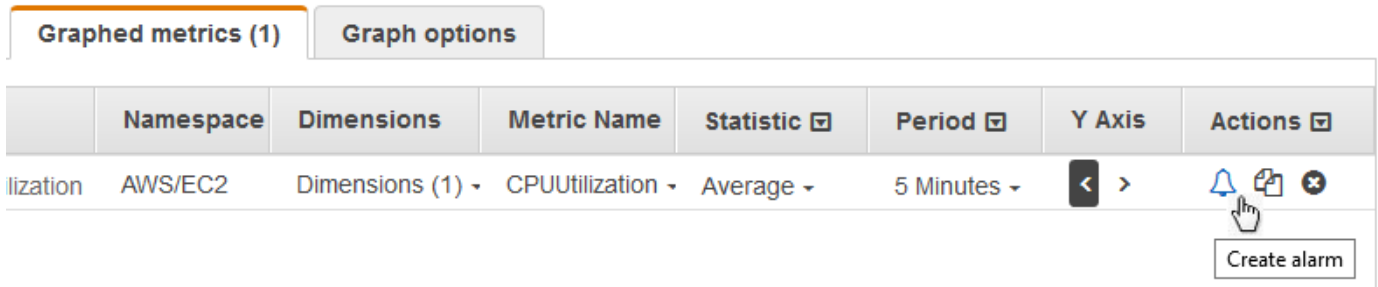 Graphed metrics (1) Graph options
Namespace Dimensions Metric Name Statistic Period Y Axis Actions
ilization AWS/EC2 Dimensions (1) CPUUtilization Average 5 Minutes
Create alarm